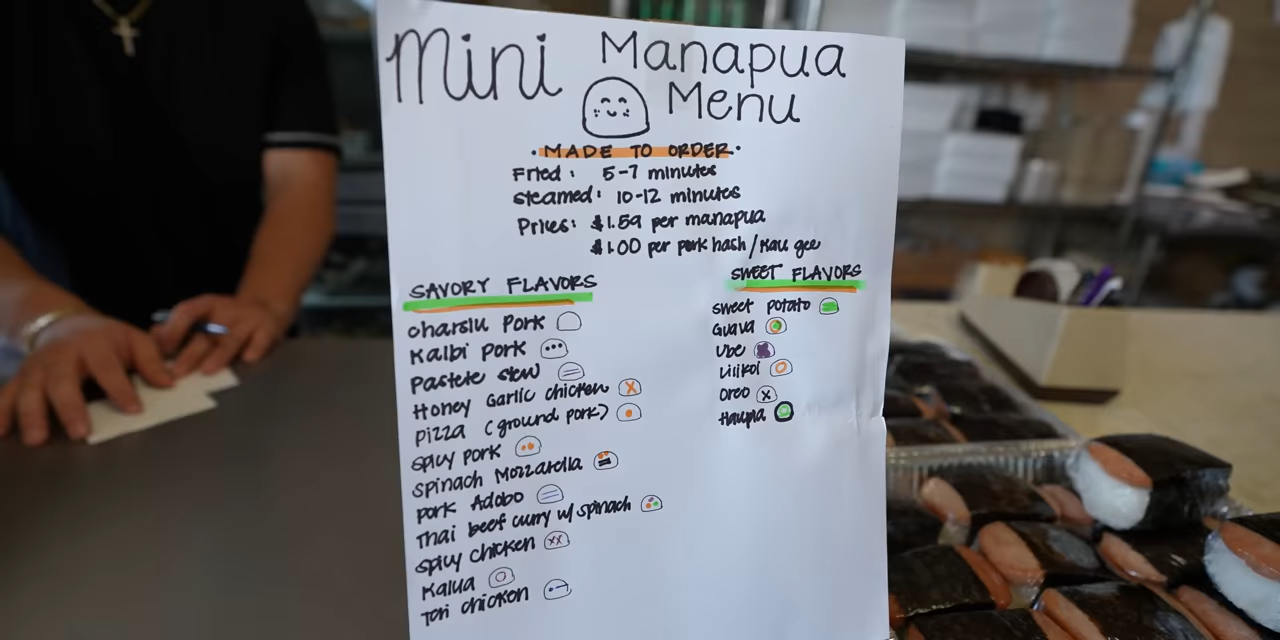 Mini Manapua Menu
• MADE TO ORDER •
Fried: 5-7 minutes
Steamed: 10-12 minutes
Prices: $1.59 per manapua
$1.00 per pork hash / Kau gee
SAVORY FLAVORS
Charsiu Pork
Kalbi Pork
Pastele Stew
Honey Garlic Chicken
Pizza (ground pork)
Spicy Pork
Spinach Mozzarella
Pork Adobo
Thai beef curry w/ spinach
Spicy Chicken
Kalua
Tori Chicken
SWEET FLAVORS
Sweet Potato
Guava
Ube
Lilikoi
Oreo
Haupia